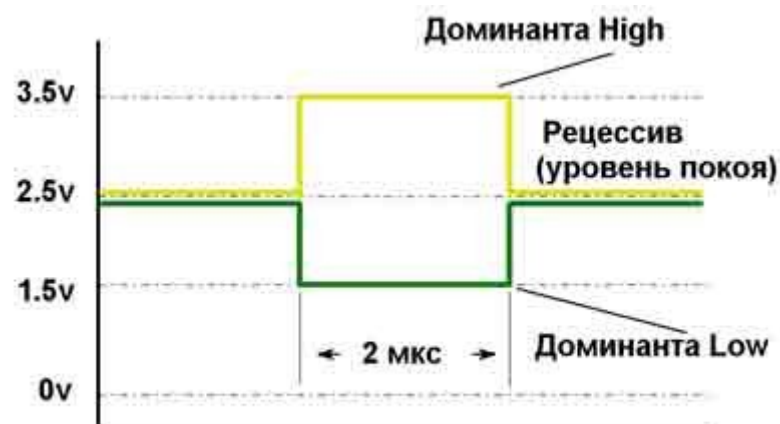 Доминанта High
3.5v
Рецессив
(уровень покоя)
2.5v
1.5v
2 мкс
Доминанта Low
0v